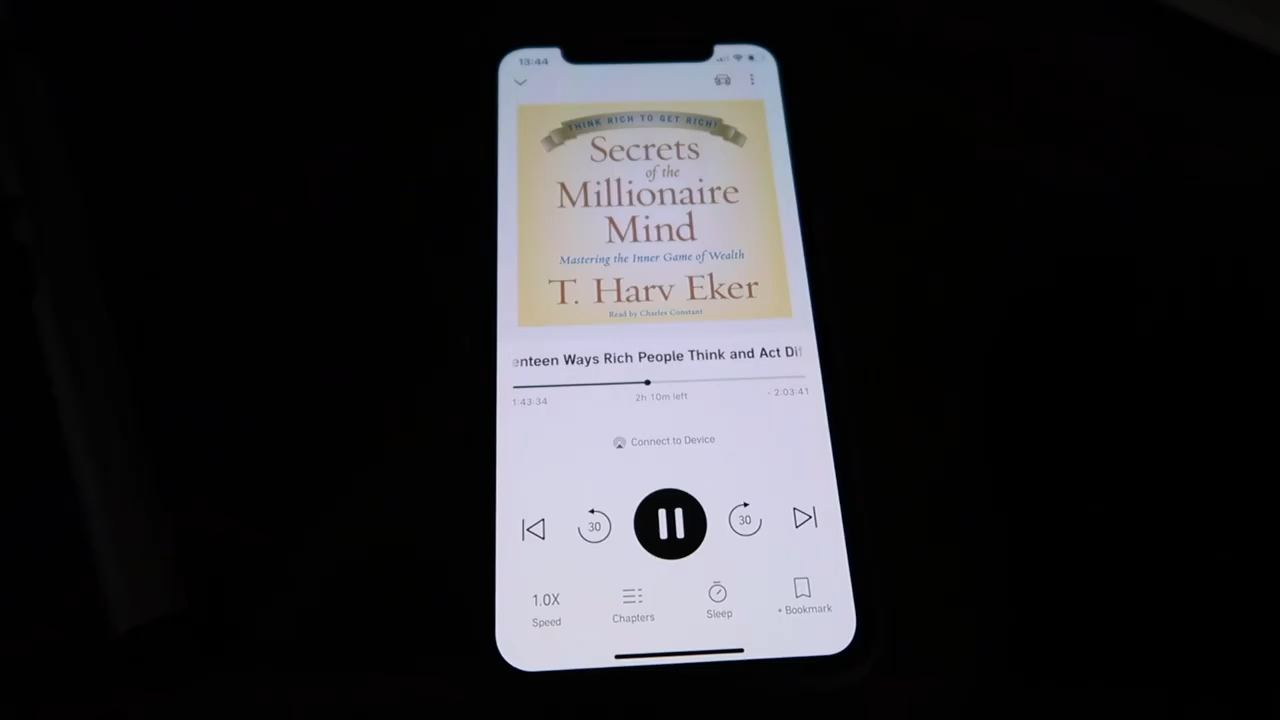 13:44
THINK RICH TO GET RICH!
Secrets
of the
Millionaire
Mind
Mastering the Inner Game of Wealth
T. Harv Eker
Read by Charles Constant
enteen Ways Rich People Think and Act Dif
1:43:34
2h 10m left
- 2:03:41
Connect to Device
30
30
1.0X
Speed
Chapters
Sleep
+ Bookmark